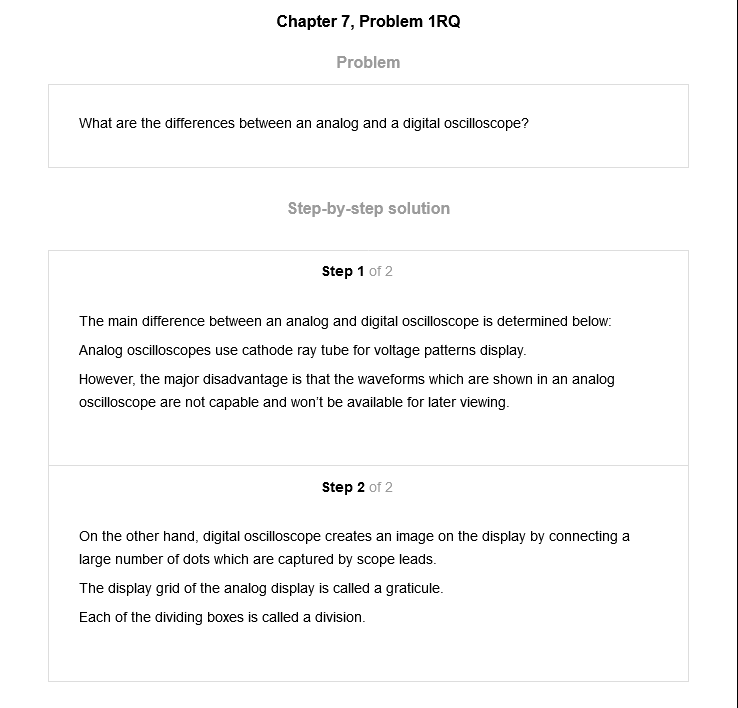 Chapter 7, Problem 1RQ
Problem
What are the differences between an analog and a digital oscilloscope?
Step-by-step solution
Step 1 of 2
The main difference between an analog and digital oscilloscope is determined below:
Analog oscilloscopes use cathode ray tube for voltage patterns display.
However, the major disadvantage is that the waveforms which are shown in an analog
oscilloscope are not capable and won't be available for later viewing.
Step 2 of 2
On the other hand, digital oscilloscope creates an image on the display by connecting a
large number of dots which are captured by scope leads.
The display grid of the analog display is called a graticule.
Each of the dividing boxes is called a division.